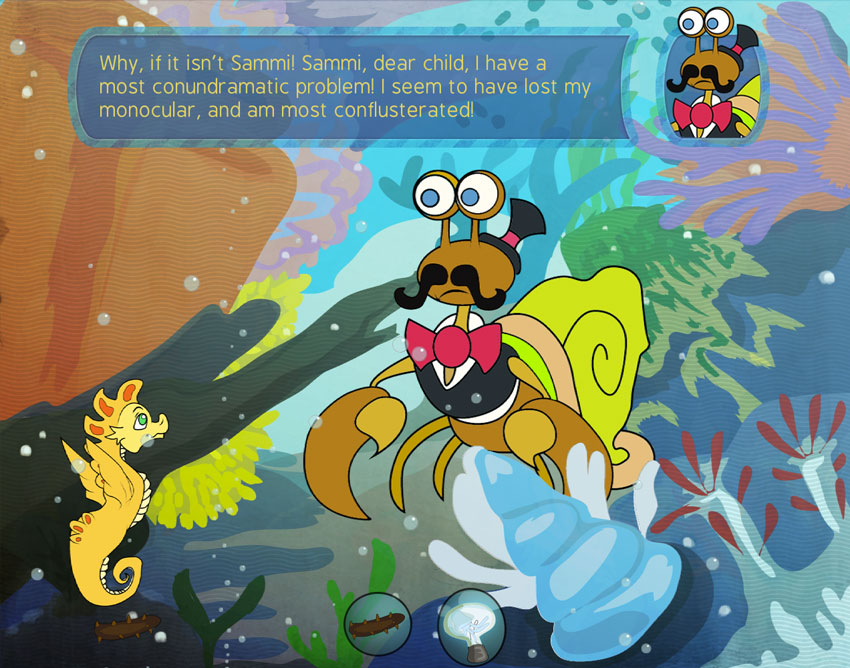 Why, if it isn't Sammi! Sammi, dear child, I have a
most conundramatic problem! I seem to have lost my
monocular, and am most conflusterated!